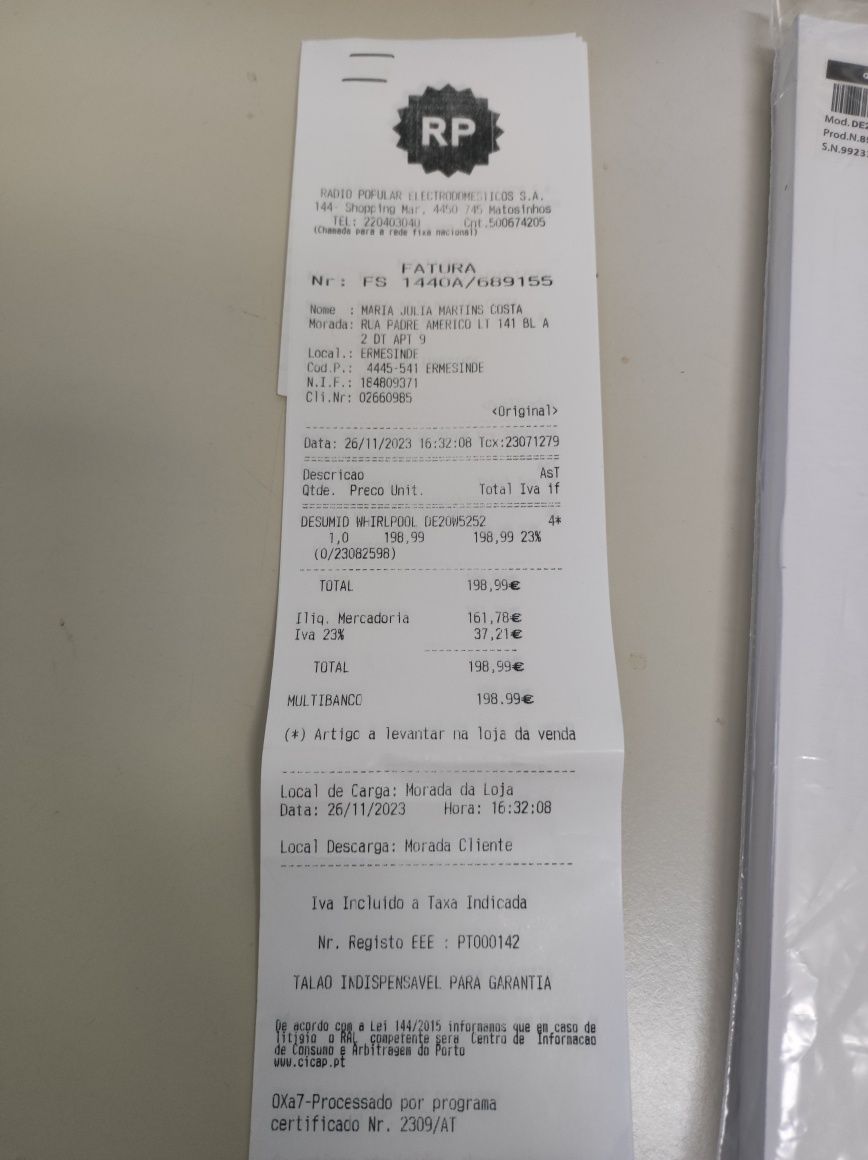 RP
RADIO POPULAR ELECTRODOMESTICOS S.A.
144- Shopping Mar, 4450 745 Matosinhos
TEL: 220403040 Cnt.500674205
(Chamada para a rede fixa nacional)
FATURA
Nr: FS 1440A/689155
Nome : MARIA JULIA MARTINS COSTA
Morada: RUA PADRE AMERICO LT 141 BL A
2 DT APT 9
Local.: ERMESINDE
Cod.P.: 4445-541 ERMESINDE
N.I.F.: 184809371
Cli.Nr: 02660985
<Original>
Data: 26/11/2023 16:32:08 Tcx:23071279
Descricao AsT
Qtde. Preco Unit. Total Iva if
DESUMID WHIRLPOOL DE20W5252 4*
1,0 198,99 198,99 23%
(0/23082598)
TOTAL 198,99€
Iliq. Mercadoria 161,78€
Iva 23% 37,21€
TOTAL 198,99€
MULTIBANCO 198.99€
(*) Artigo a levantar na loja da venda
Local de Carga: Morada da Loja
Data: 26/11/2023 Hora: 16:32:08
Local Descarga: Morada Cliente
Iva Incluido a Taxa Indicada
Nr. Registo EEE : PT000142
TALAO INDISPENSAVEL PARA GARANTIA
De acordo com a Lei 144/2015 informamos que em caso de
litigio o RAL competente sera Centro de Informacao
de Consumo e Arbitragem do Porto
www.cicap.pt
OXa7-Processado por programa
certificado Nr. 2309/AT
Mod.DE2
Prod.N.8
S.N.9923